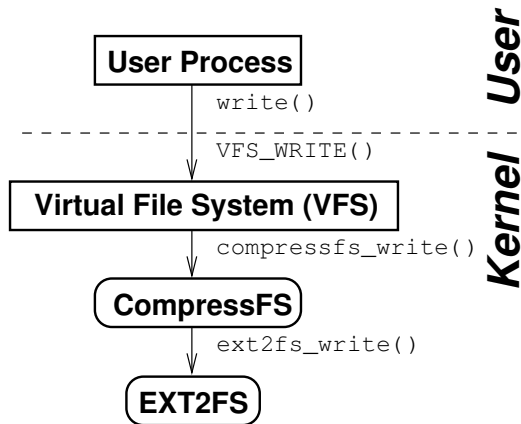 User Process
write()
VFS_WRITE()
Virtual File System (VFS)
compressfs_write()
CompressFS
ext2fs_write()
EXT2FS
User
Kernel